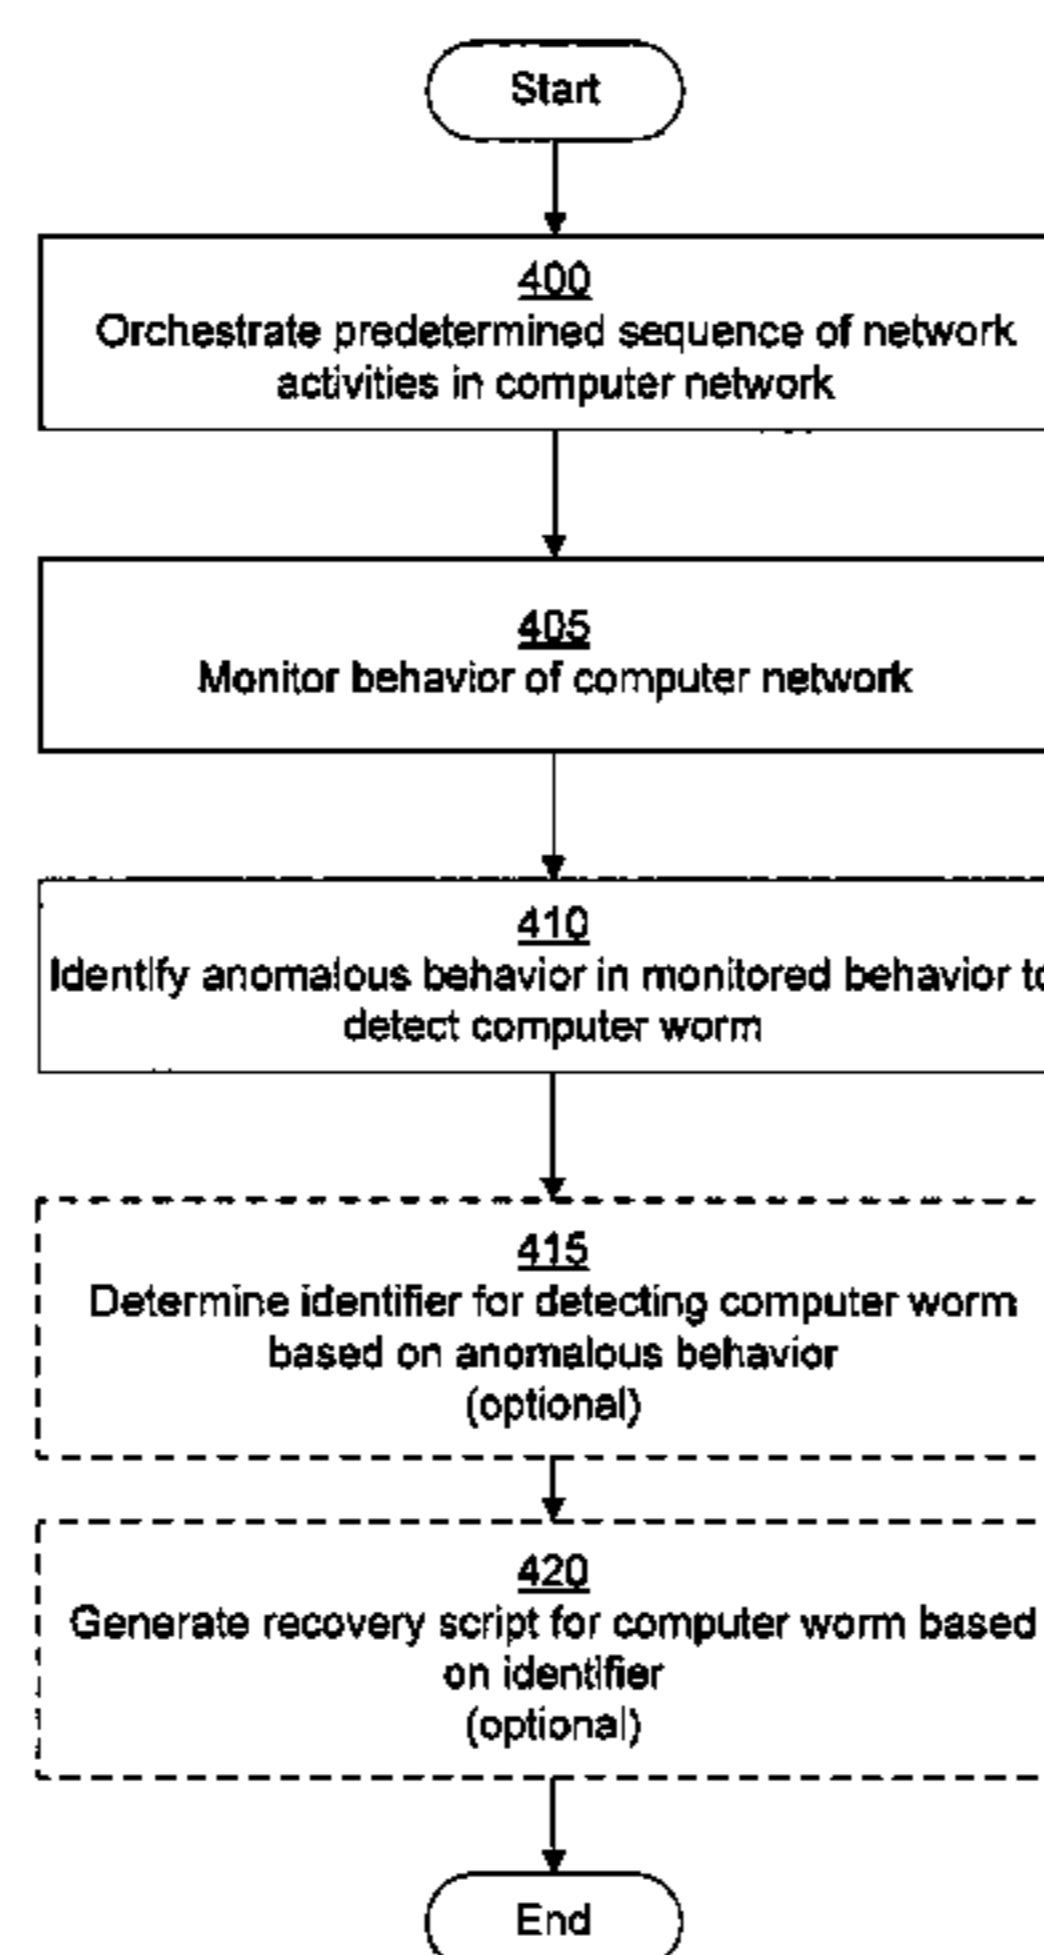 Start
400
Orchestrate predetermined sequence of network
activities in computer network
405
Monitor behavior of computer network
410
Identify anomalous behavior in monitored behavior to
detect computer worm
415
Determine identifier for detecting computer worm
based on anomalous behavior
(optional)
420
Generate recovery script for computer worm based
on identifier
(optional)
End